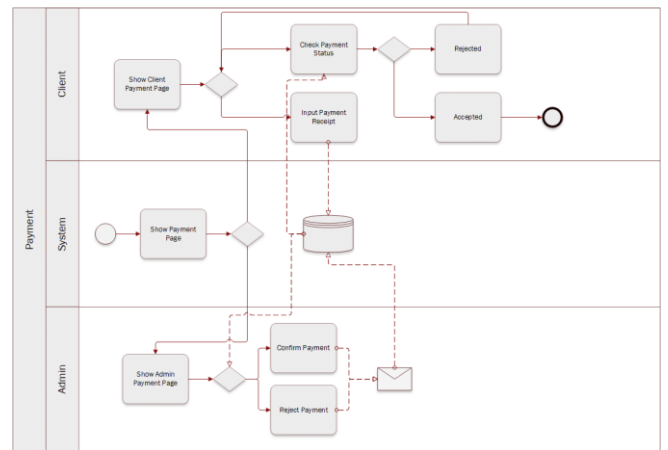 Payment
Client
Show Client
Payment Page
Check Payment
Status
Rejected
Input Payment
Receipt
Accepted
System
Show Payment
Page
Admin
Show Admin
Payment Page
Confirm Payment
Reject Payment